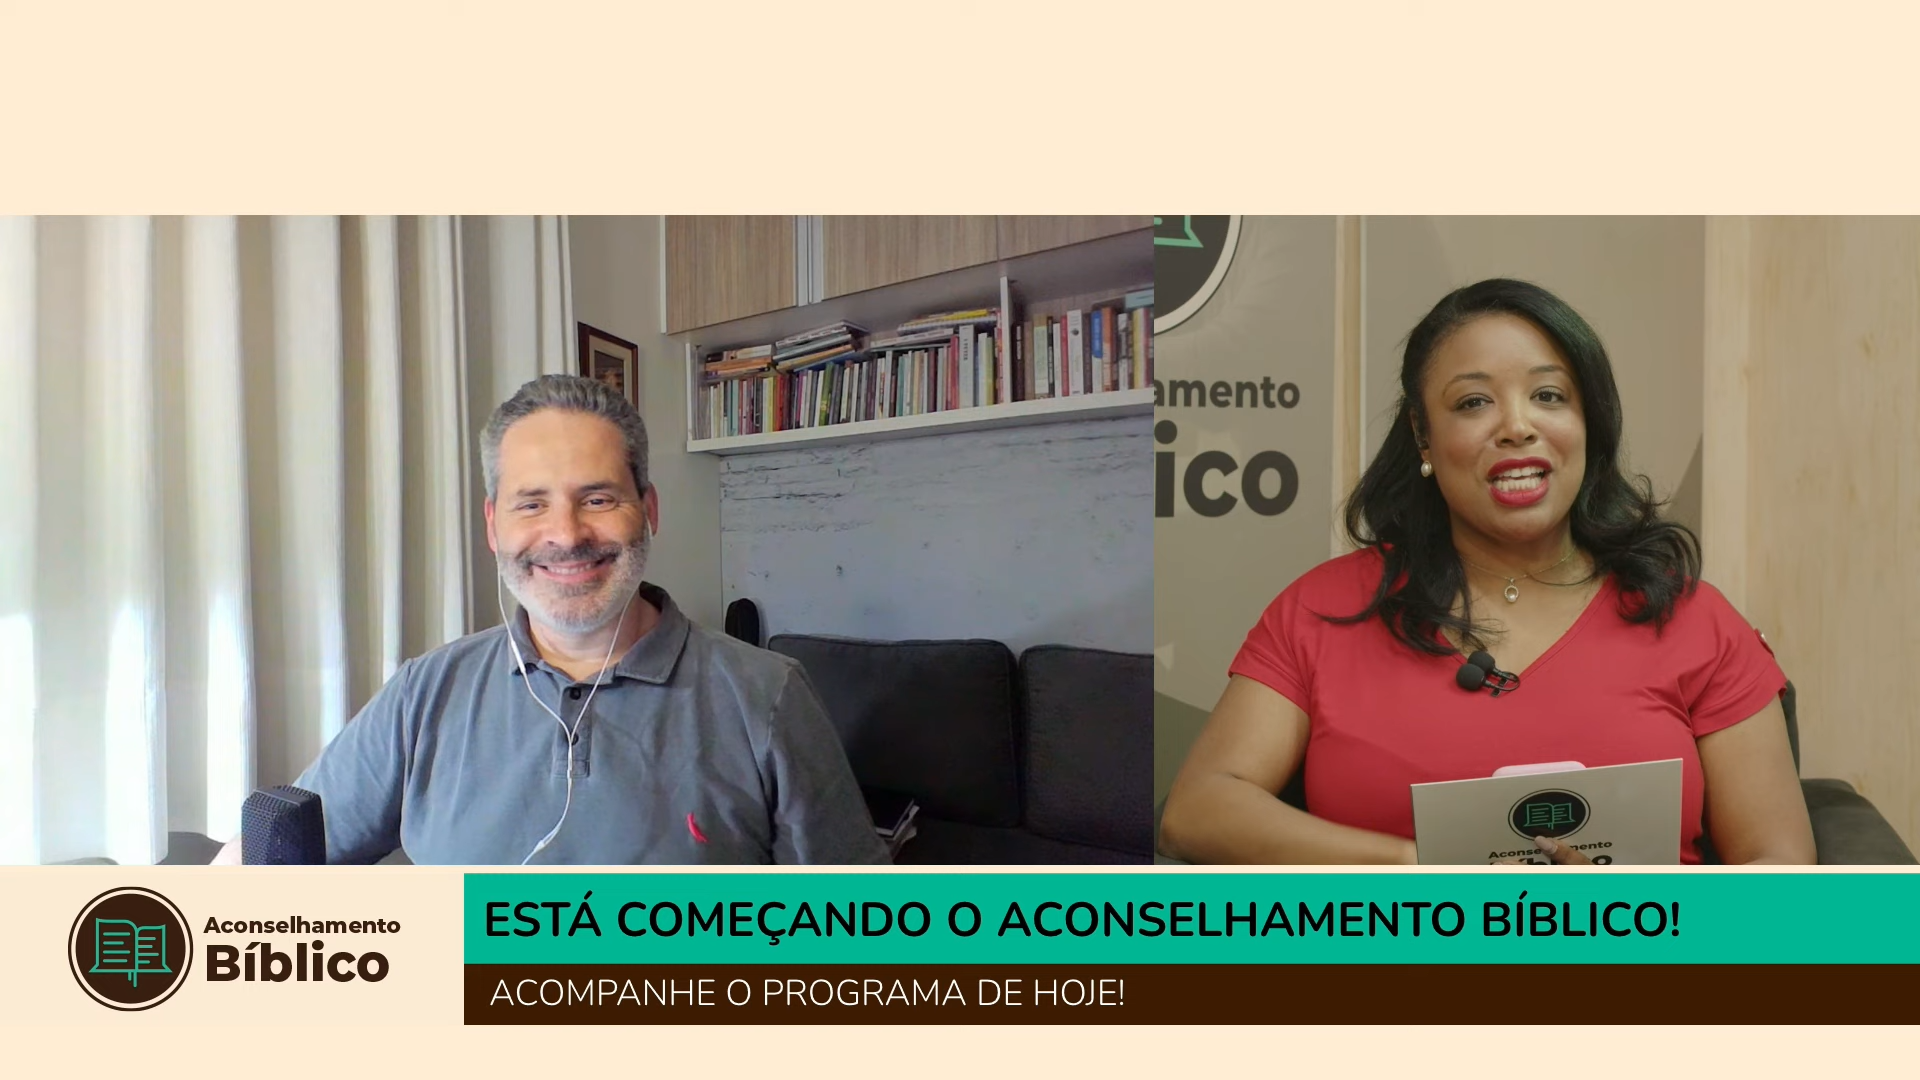 amento
ico
Aconselhamento
Bíblico
ESTÁ COMEÇANDO O ACONSELHAMENTO BÍBLICO!
ACOMPANHE O PROGRAMA DE HOJE!